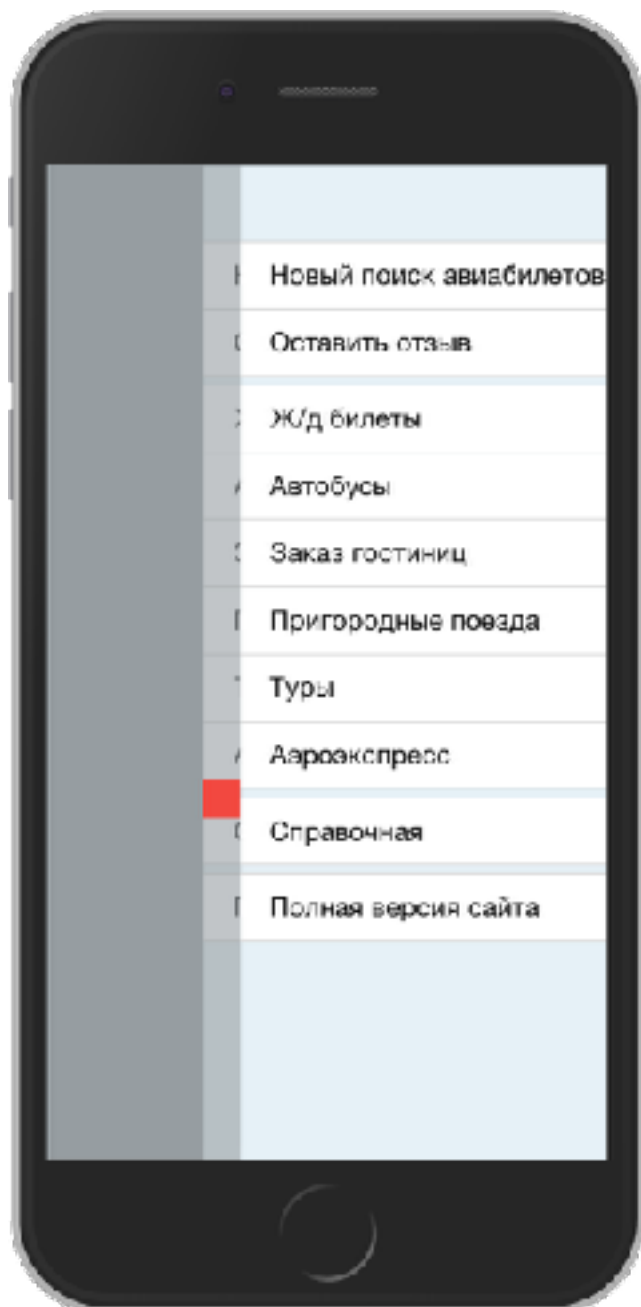 Новый поиск авиабилетов
Оставить отзыв
Ж/д билеты
Автобусы
Заказ гостиниц
Пригородные поезда
Туры
Аэроэкспресс
Справочная
Полная версия сайта